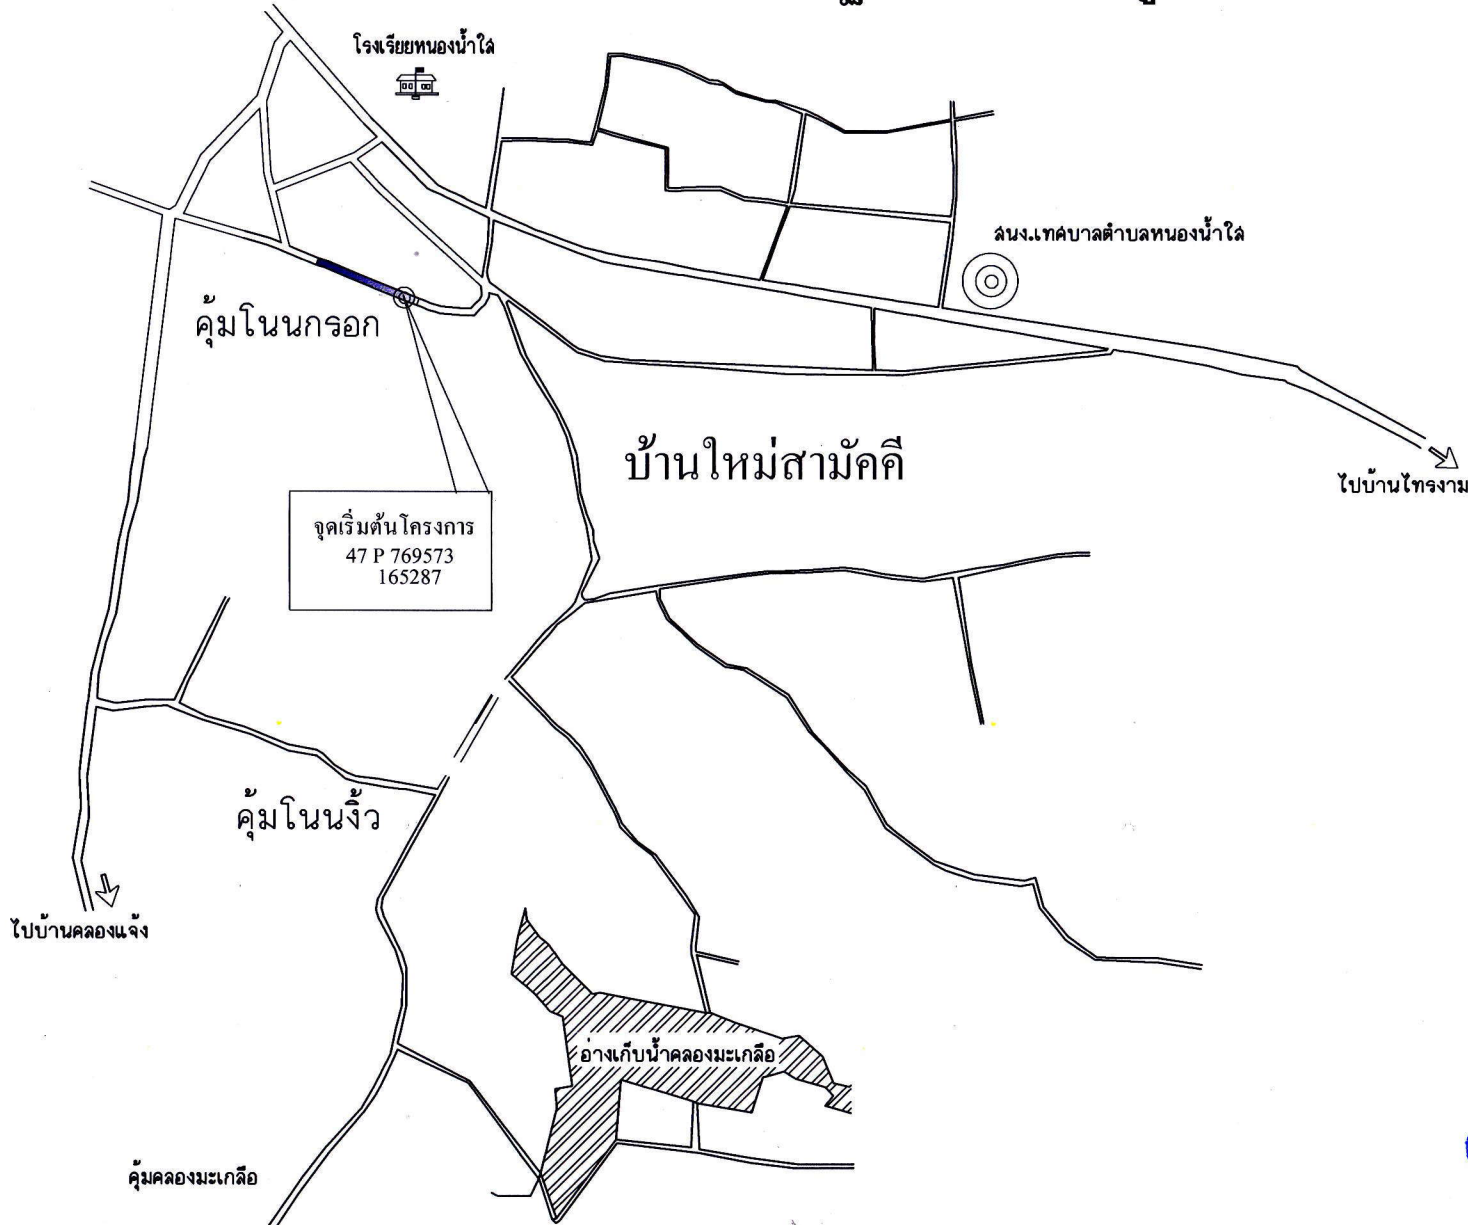 โรงเรียยหนองน้ำใส
สนง.เทศบาลตำบลหนองน้ำใส
คุ้มโนนกรอก
บ้านใหม่สามัคคี
ไปบ้านไทรงาม
จุดเริ่มต้นโครงการ
47 P 769573
165287
คุ้มโนนงิ้ว
ไปบ้านคลองแจ้ง
อ่างเก็บน้ำคลองมะเกลือ
คุ้มคลองมะเกลือ